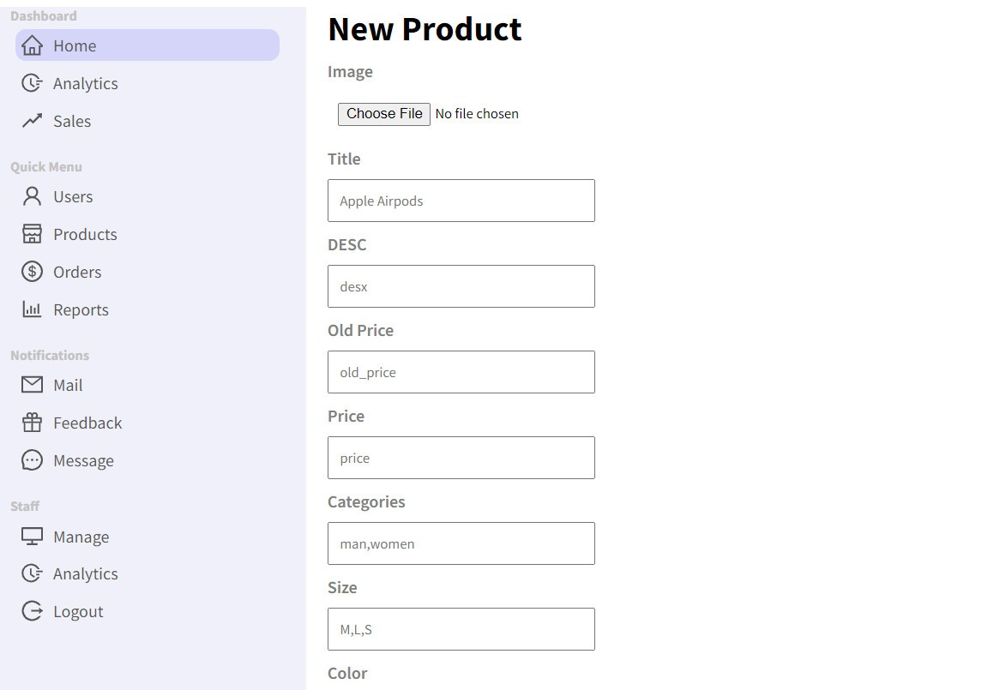 Dashboard
Home
Analytics
Sales
Quick Menu
Users
Products
Orders
Reports
Notifications
Mail
Feedback
Message
Staff
Manage
Analytics
Logout
New Product
Image
Choose File No file chosen
Title
Apple Airpods
DESC
desx
Old Price
old_price
Price
price
Categories
man,women
Size
M,L,S
Color